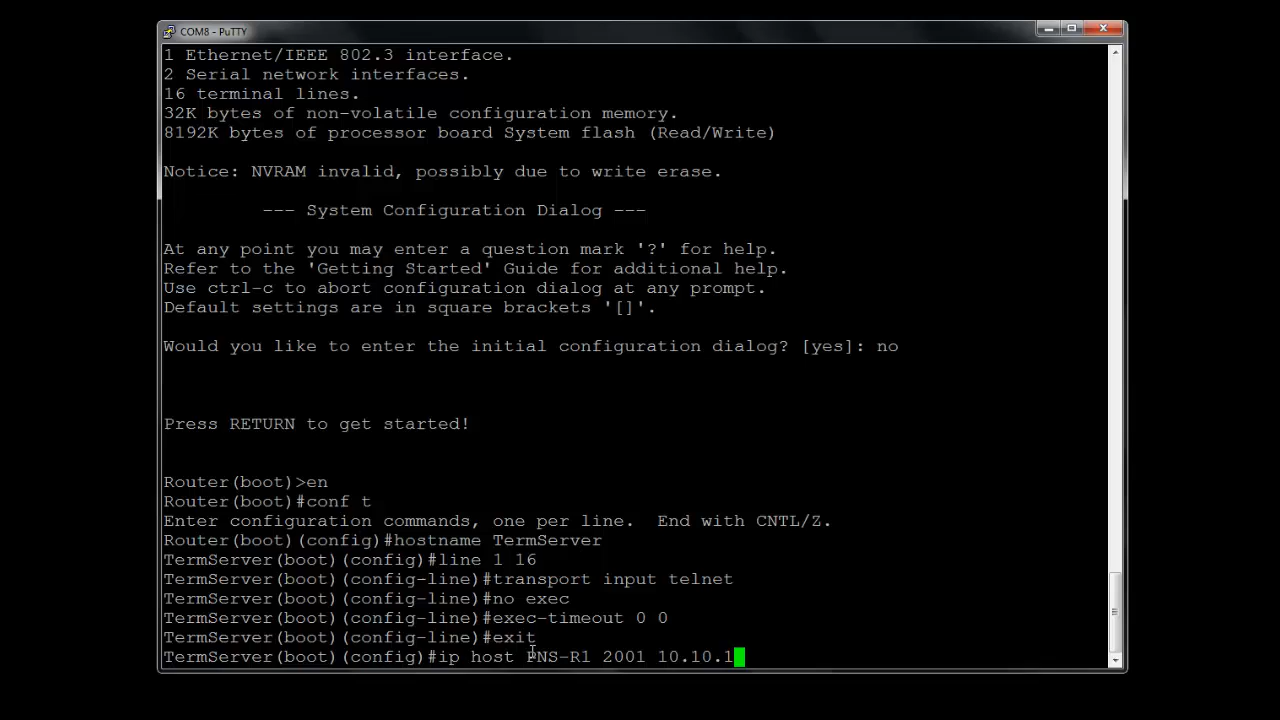 COM8 - PuTTY
1 Ethernet/IEEE 802.3 interface.
2 Serial network interfaces.
16 terminal lines.
32K bytes of non-volatile configuration memory.
8192K bytes of processor board System flash (Read/Write)
Notice: NVRAM invalid, possibly due to write erase.
--- System Configuration Dialog ---
At any point you may enter a question mark '?' for help.
Refer to the 'Getting Started' Guide for additional help.
Use ctrl-c to abort configuration dialog at any prompt.
Default settings are in square brackets '[]'.
Would you like to enter the initial configuration dialog? [yes]: no
Press RETURN to get started!
Router(boot)>en
Router(boot)#conf t
Enter configuration commands, one per line.  End with CNTL/Z.
Router(boot)(config)#hostname TermServer
TermServer(boot)(config)#line 1 16
TermServer(boot)(config-line)#transport input telnet
TermServer(boot)(config-line)#no exec
TermServer(boot)(config-line)#exec-timeout 0 0
TermServer(boot)(config-line)#exit
TermServer(boot)(config)#ip host PNS-R1 2001 10.10.1